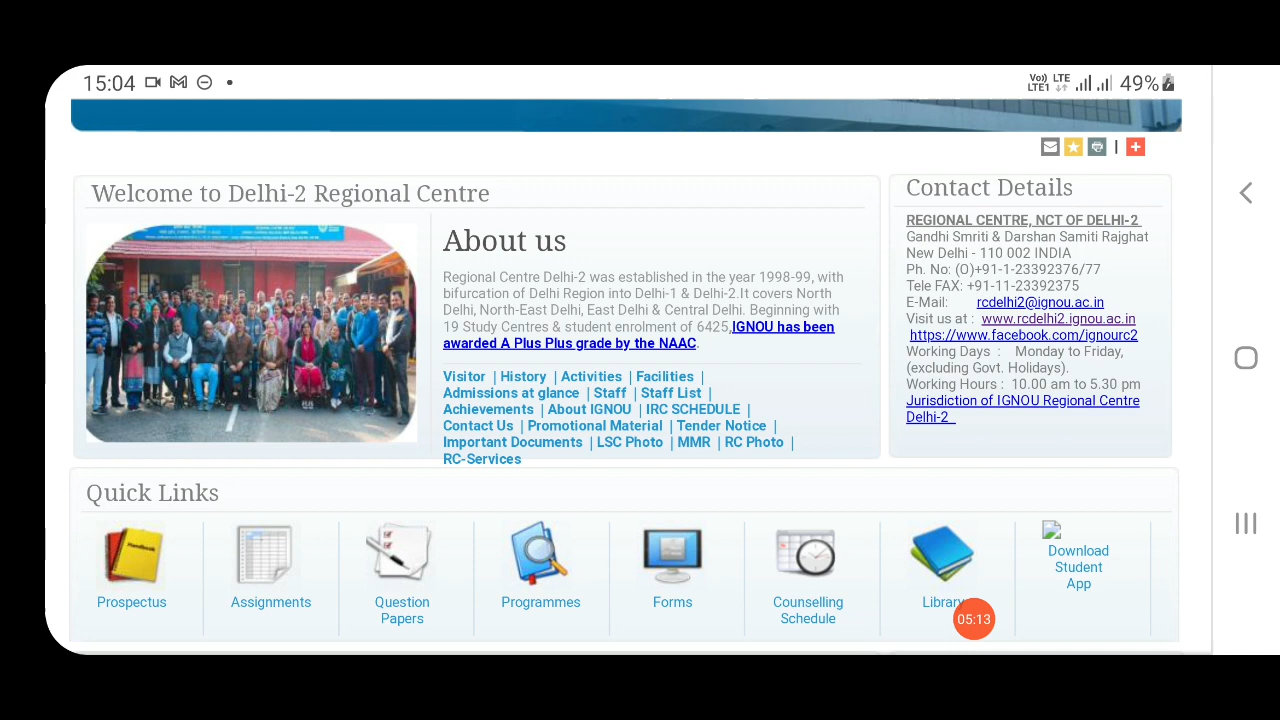 15:04
Vo)) LTE
LTE1
49%
Welcome to Delhi-2 Regional Centre
About us
Regional Centre Delhi-2 was established in the year 1998-99, with
bifurcation of Delhi Region into Delhi-1 & Delhi-2.It covers North
Delhi, North-East Delhi, East Delhi & Central Delhi. Beginning with
19 Study Centres & student enrolment of 6425,IGNOU has been
awarded A Plus Plus grade by the NAAC.
Visitor | History | Activities | Facilities |
Admissions at glance | Staff | Staff List |
Achievements | About IGNOU | IRC SCHEDULE |
Contact Us | Promotional Material | Tender Notice |
Important Documents | LSC Photo | MMR | RC Photo |
RC-Services
Contact Details
REGIONAL CENTRE, NCT OF DELHI-2
Gandhi Smriti & Darshan Samiti Rajghat
New Delhi - 110 002 INDIA
Ph. No: (O)+91-1-23392376/77
Tele FAX: +91-11-23392375
E-Mail: rcdelhi2@ignou.ac.in
Visit us at : www.rcdelhi2.ignou.ac.in
https://www.facebook.com/ignourc2
Working Days : Monday to Friday,
(excluding Govt. Holidays).
Working Hours : 10.00 am to 5.30 pm
Jurisdiction of IGNOU Regional Centre
Delhi-2
Quick Links
Handbook
Prospectus
Assignments
Question
Papers
Programmes
Forms
Counselling
Schedule
Library
Download
Student
App
05:13